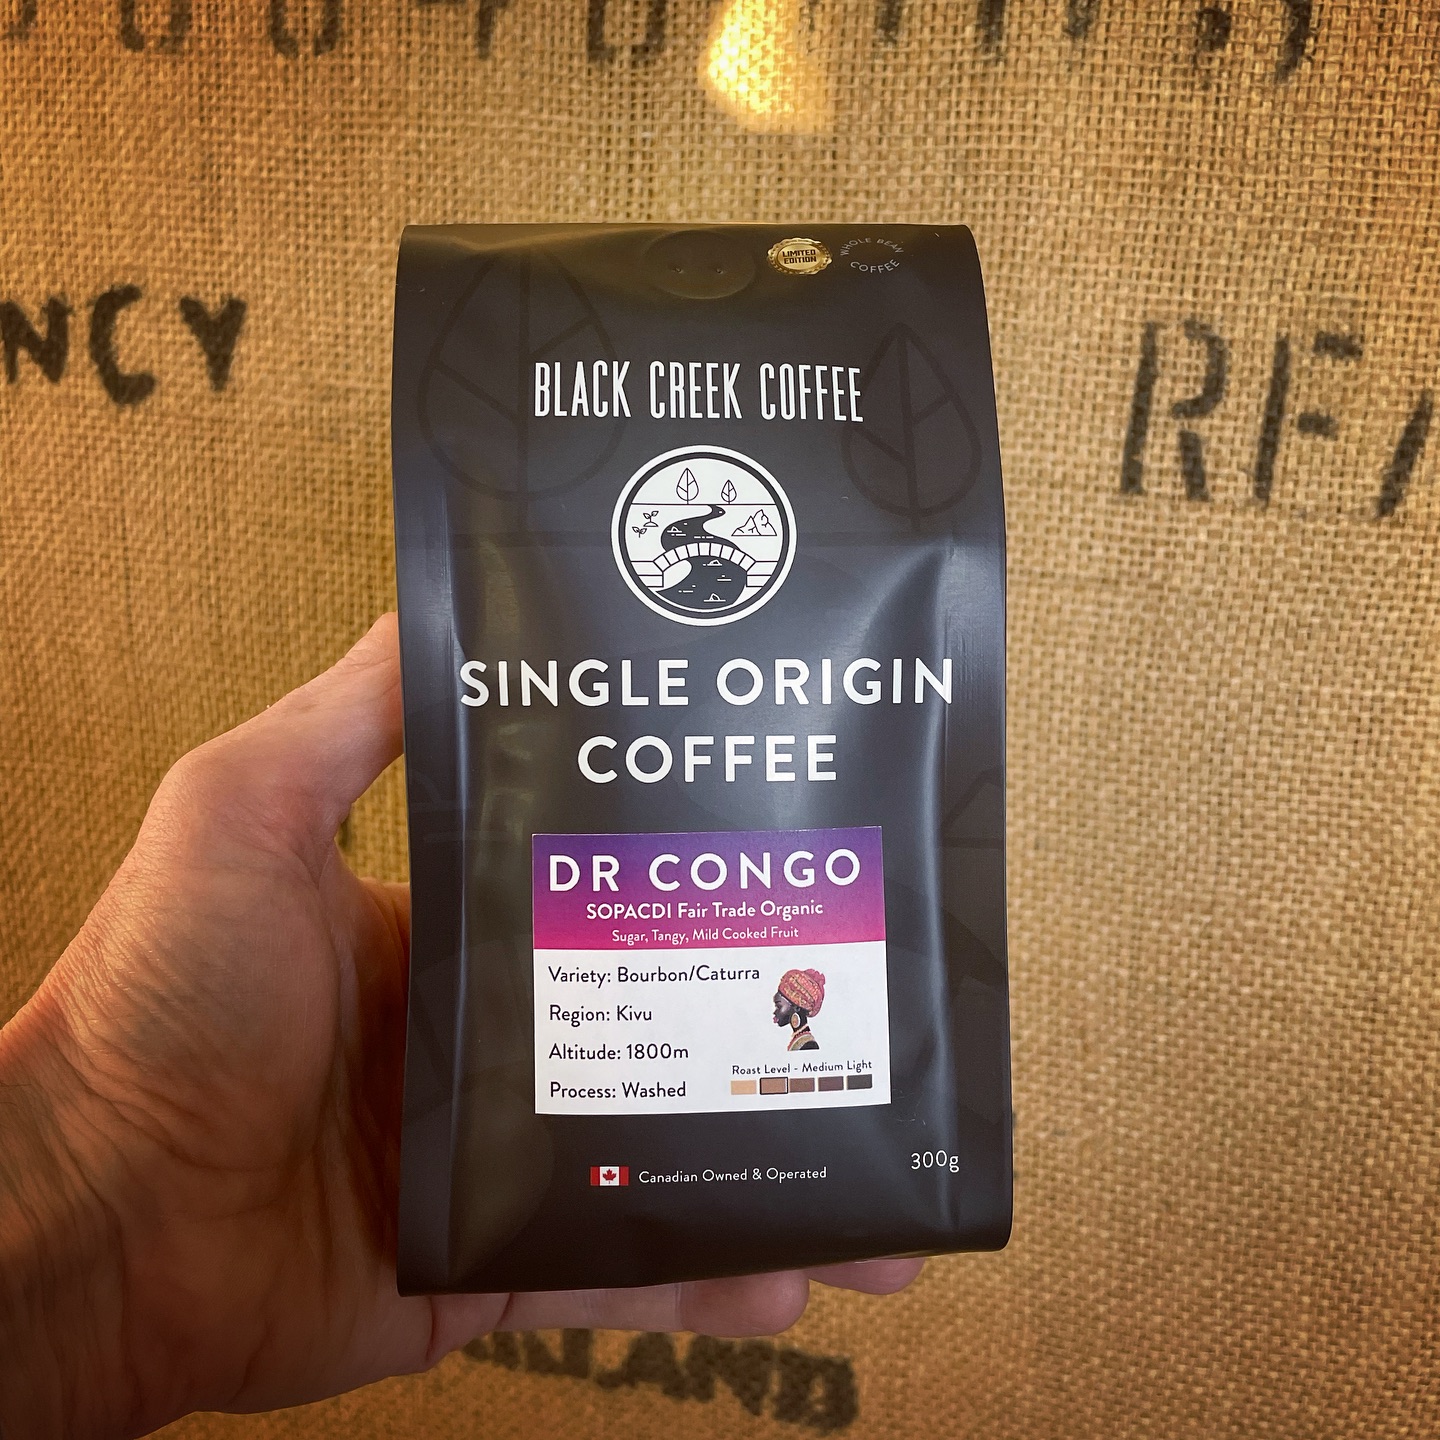 NCY
LIMITED
EDITION
WHOLE BEAN
COFFEE
BLACK CREEK COFFEE
SINGLE ORIGIN
COFFEE
DR CONGO
SOPACDI Fair Trade Organic
Sugar, Tangy, Mild Cooked Fruit
Variety: Bourbon/Caturra
Region: Kivu
Altitude: 1800m
Process: Washed
Roast Level - Medium Light
Canadian Owned & Operated
300g